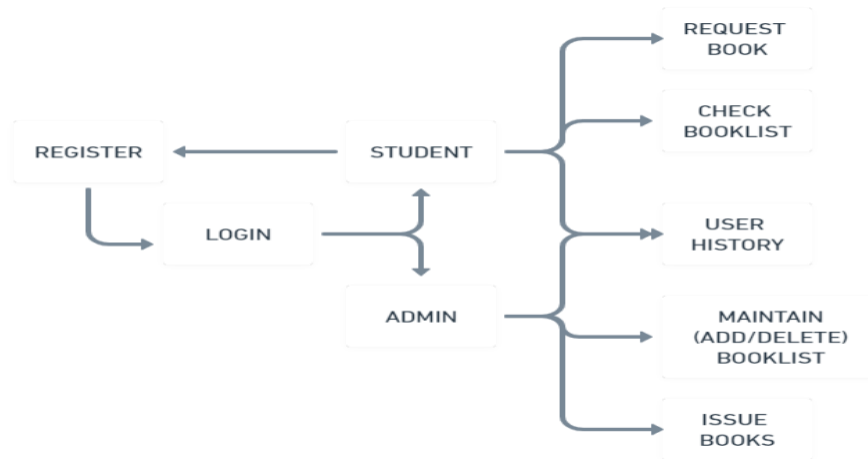 REQUEST
BOOK
CHECK
BOOKLIST
REGISTER
STUDENT
LOGIN
USER
HISTORY
ADMIN
MAINTAIN
(ADD/DELETE)
BOOKLIST
ISSUE
BOOKS